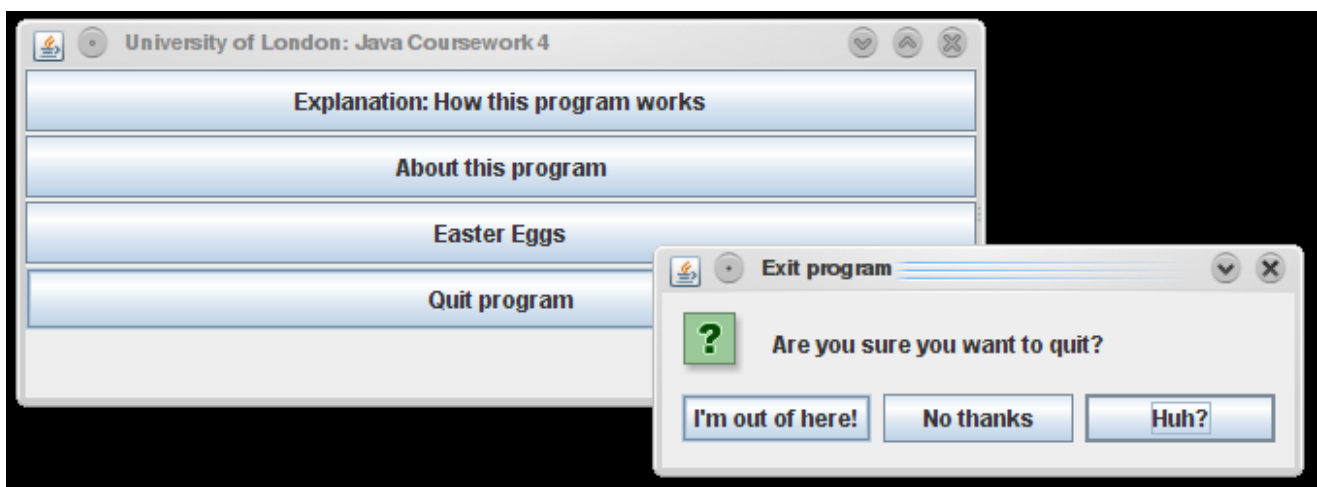 University of London: Java Coursework 4
Explanation: How this program works
About this program
Easter Eggs
Quit program
Exit program
?
Are you sure you want to quit?
I'm out of here! No thanks Huh?